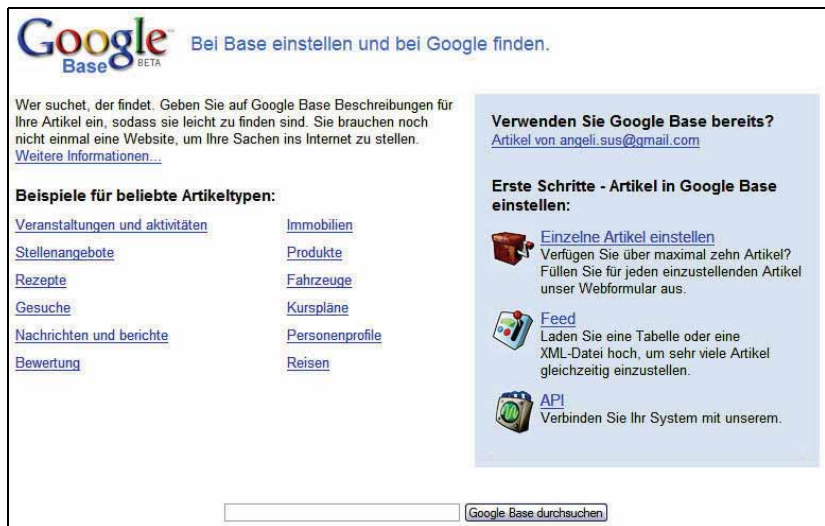 Google
Base BETA
Bei Base einstellen und bei Google finden.
Wer suchet, der findet. Geben Sie auf Google Base Beschreibungen für
Ihre Artikel ein, sodass sie leicht zu finden sind. Sie brauchen noch
nicht einmal eine Website, um Ihre Sachen ins Internet zu stellen.
Weitere Informationen...
Beispiele für beliebte Artikeltypen:
Veranstaltungen und aktivitäten
Immobilien
Stellenangebote
Produkte
Rezepte
Fahrzeuge
Gesuche
Kurspläne
Nachrichten und berichte
Personenprofile
Bewertung
Reisen
Verwenden Sie Google Base bereits?
Artikel von angeli.sus@gmail.com
Erste Schritte - Artikel in Google Base
einstellen:
Einzelne Artikel einstellen
Verfügen Sie über maximal zehn Artikel?
Füllen Sie für jeden einzustellenden Artikel
unser Webformular aus.
Feed
Laden Sie eine Tabelle oder eine
XML-Datei hoch, um sehr viele Artikel
gleichzeitig einzustellen.
API
Verbinden Sie Ihr System mit unserem.
Google Base durchsuchen